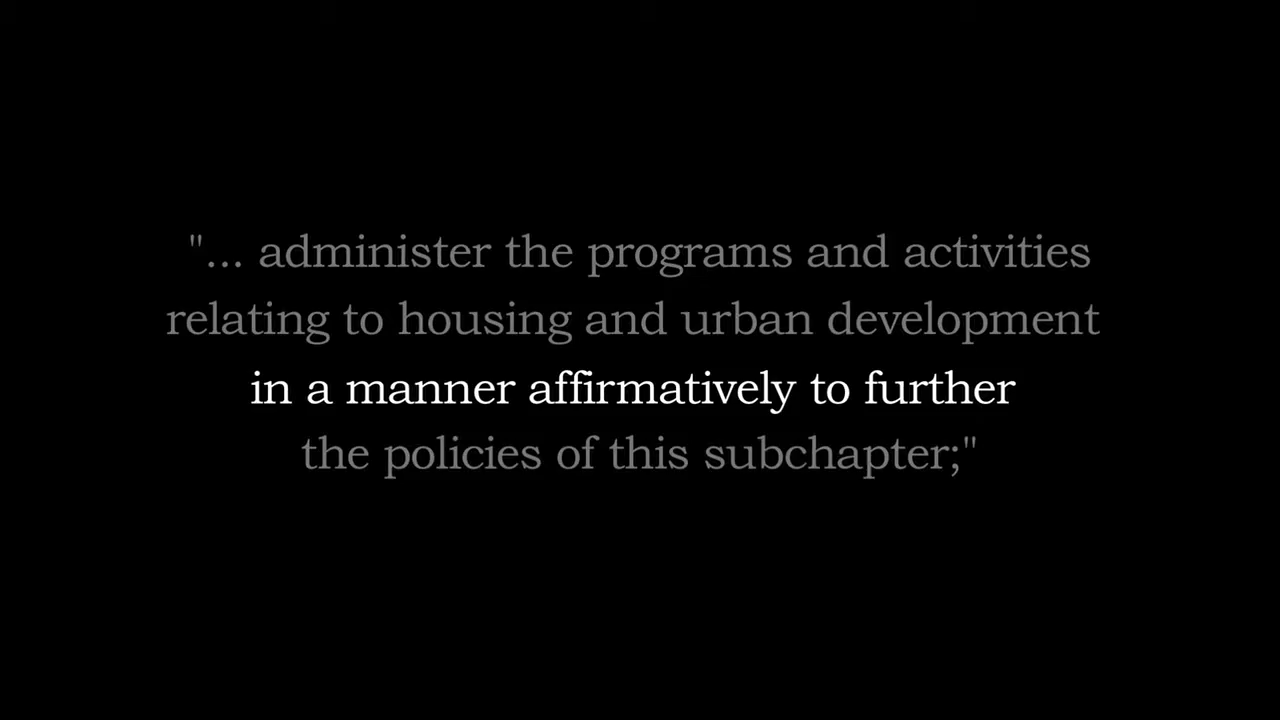 "... administer the programs and activities
relating to housing and urban development
in a manner affirmatively to further
the policies of this subchapter;"